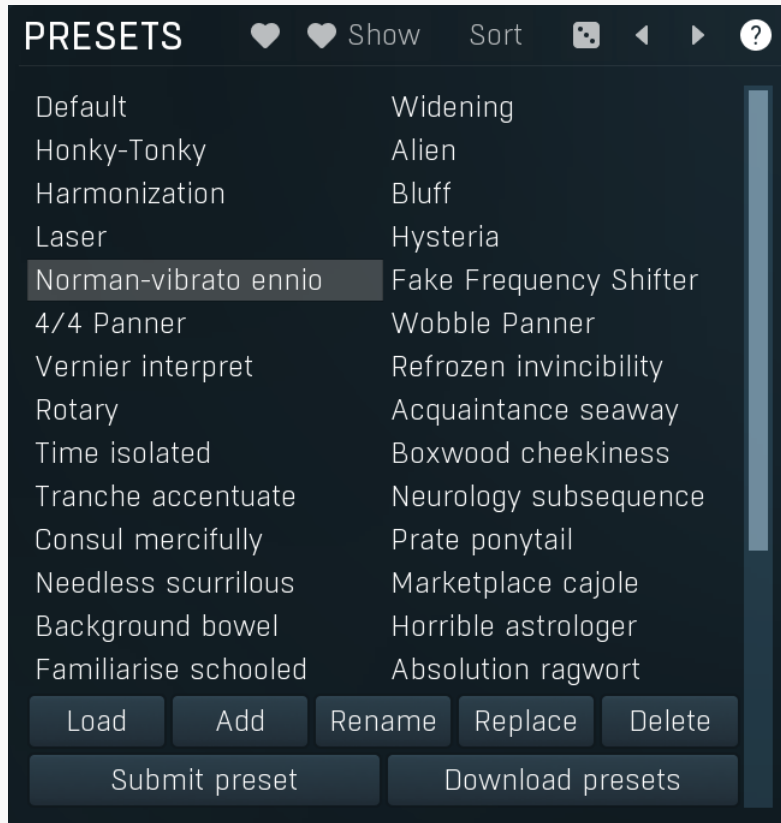 PRESETS Show Sort ?
Default Widening
Honky-Tonky Alien
Harmonization Bluff
Laser Hysteria
Norman-vibrato ennio Fake Frequency Shifter
4/4 Panner Wobble Panner
Vernier interpret Refrozen invincibility
Rotary Acquaintance seaway
Time isolated Boxwood cheekiness
Tranche accentuate Neurology subsequence
Consul mercifully Prate ponytail
Needless scurrilous Marketplace cajole
Background bowel Horrible astrologer
Familiarise schooled Absolution ragwort
Load Add Rename Replace Delete
Submit preset Download presets